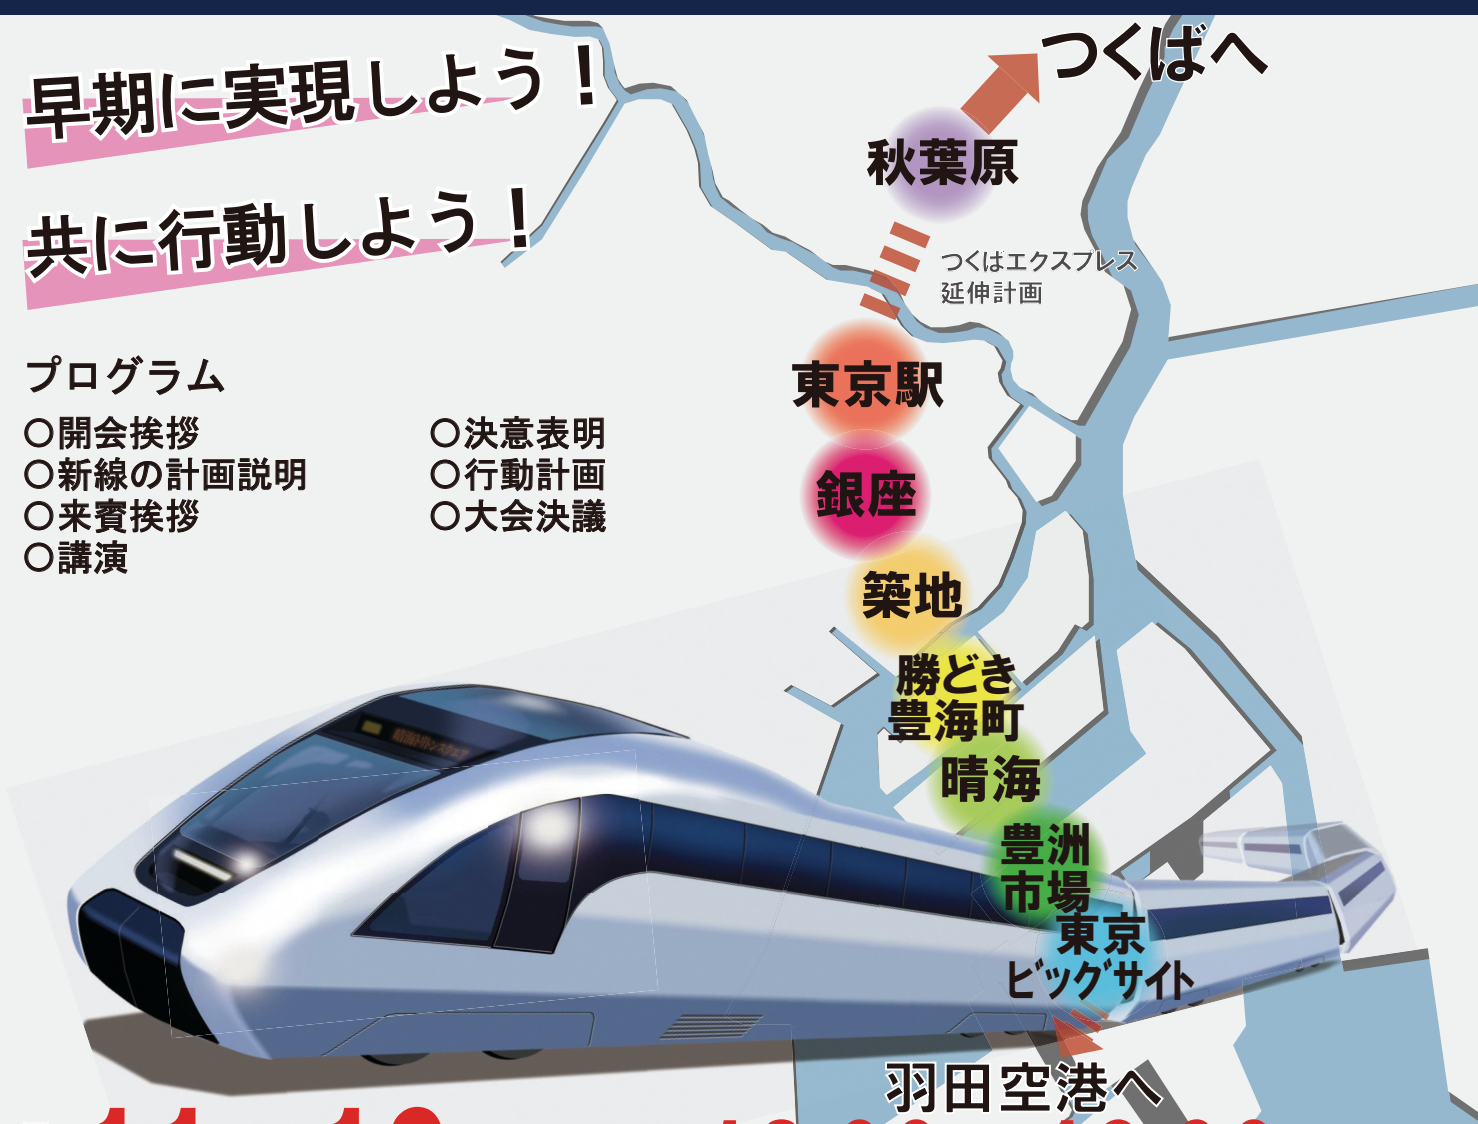 早期に実現しよう！
共に行動しよう！
プログラム
○開会挨拶
○新線の計画説明
○来賓挨拶
○講演
○決意表明
○行動計画
○大会決議
つくばへ
秋葉原
つくばエクスプレス
延伸計画
東京駅
銀座
築地
勝どき
豊海町
晴海
豊洲
市場
東京
ビッグサイト
羽田空港へ